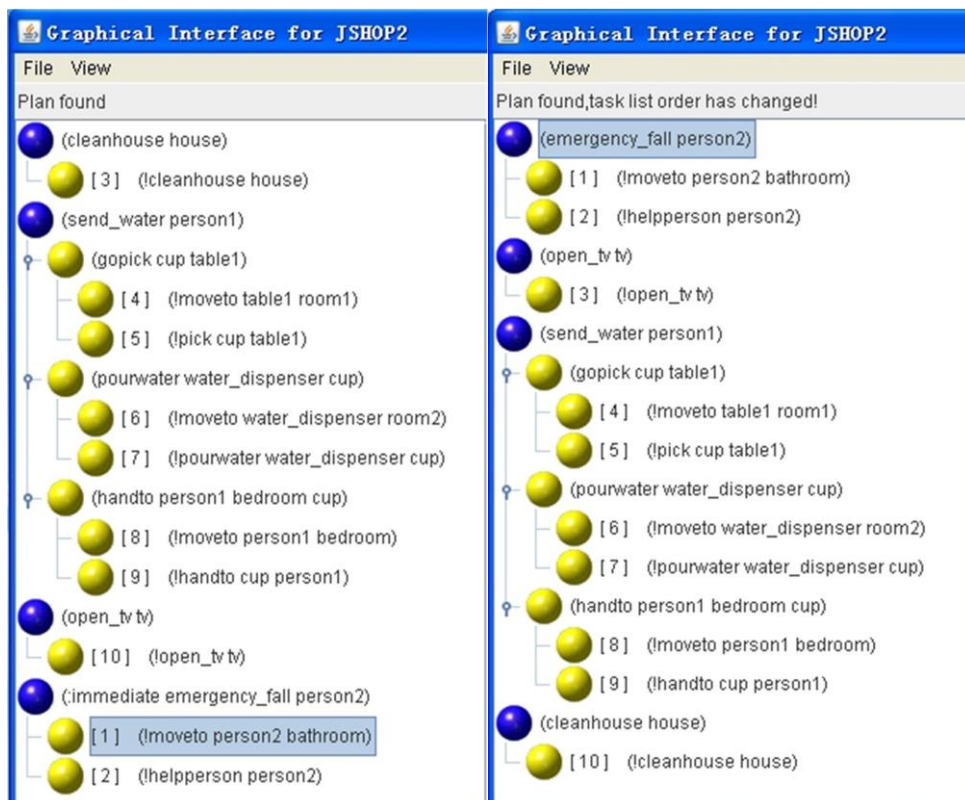 Graphical Interface for JSHOP2
File View
Plan found
(cleanhouse house)
[ 3 ] (!cleanhouse house)
(send_water person1)
(gopick cup table1)
[ 4 ] (!moveto table1 room1)
[ 5 ] (!pick cup table1)
(pourwater water_dispenser cup)
[ 6 ] (!moveto water_dispenser room2)
[ 7 ] (!pourwater water_dispenser cup)
(handto person1 bedroom cup)
[ 8 ] (!moveto person1 bedroom)
[ 9 ] (!handto cup person1)
(open_tv tv)
[ 10 ] (!open_tv tv)
(:immediate emergency_fall person2)
[ 1 ] (!moveto person2 bathroom)
[ 2 ] (!helpperson person2)
Graphical Interface for JSHOP2
File View
Plan found,task list order has changed!
(emergency_fall person2)
[ 1 ] (!moveto person2 bathroom)
[ 2 ] (!helpperson person2)
(open_tv tv)
[ 3 ] (!open_tv tv)
(send_water person1)
(gopick cup table1)
[ 4 ] (!moveto table1 room1)
[ 5 ] (!pick cup table1)
(pourwater water_dispenser cup)
[ 6 ] (!moveto water_dispenser room2)
[ 7 ] (!pourwater water_dispenser cup)
(handto person1 bedroom cup)
[ 8 ] (!moveto person1 bedroom)
[ 9 ] (!handto cup person1)
(cleanhouse house)
[ 10 ] (!cleanhouse house)